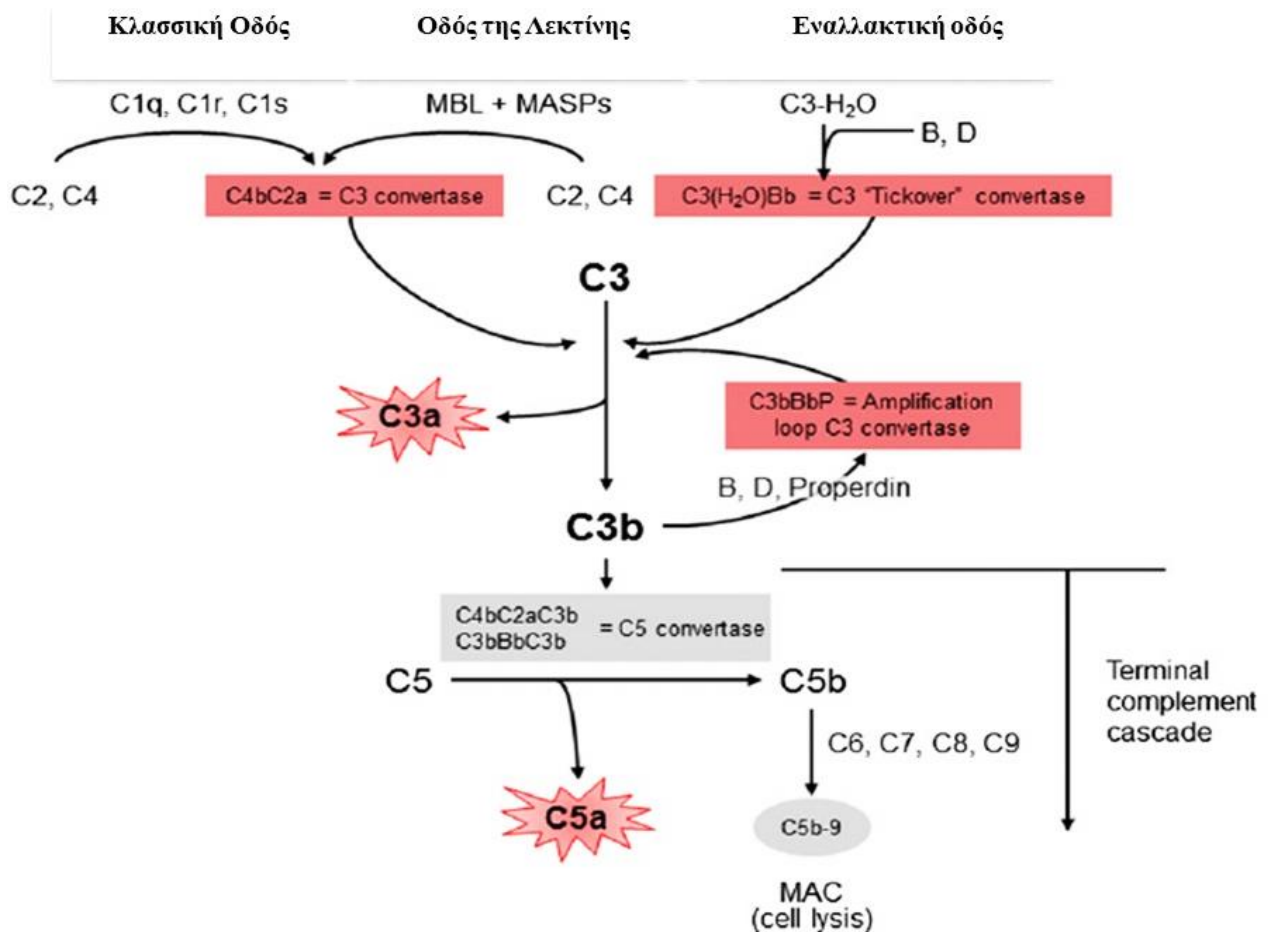 Κλασσική Οδός
Οδός της Λεκτίνης
Εναλλακτική οδός
C1q, C1r, C1s
MBL + MASPs
C3-H₂O
B, D
C2, C4
C4bC2a = C3 convertase
C2, C4
C3(H₂O)Bb = C3 "Tickover" convertase
C3
C3a
C3bBbP = Amplification
loop C3 convertase
B, D, Properdin
C3b
C4bC2aC3b
C3bBbC3b
= C5 convertase
C5
C5b
Terminal
complement
cascade
C6, C7, C8, C9
C5a
C5b-9
MAC
(cell lysis)